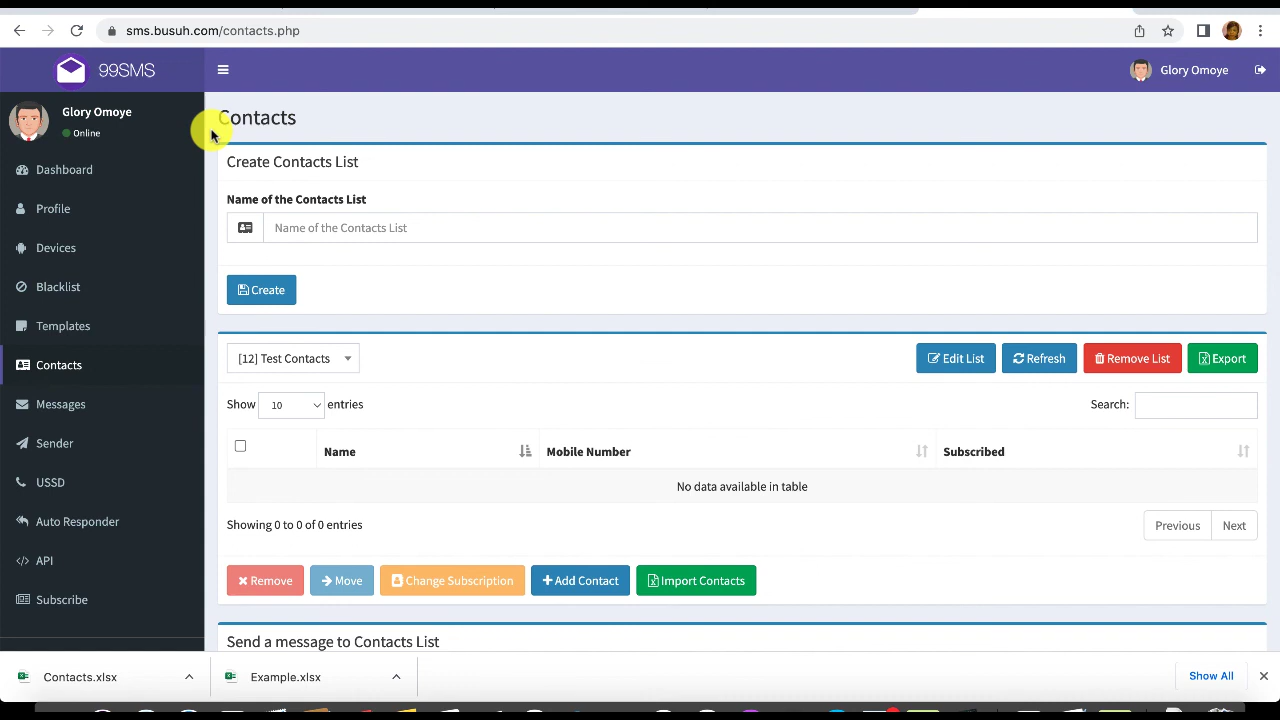 sms.busuh.com/contacts.php
99SMS
Glory Omoye
Glory Omoye
Online
Contacts
Dashboard
Create Contacts List
Profile
Name of the Contacts List
Name of the Contacts List
Devices
Blacklist
Create
Templates
Contacts
[12] Test Contacts
Edit List
Refresh
Remove List
Export
Messages
Show 10 entries
Search:
Sender
Name
Mobile Number
Subscribed
USSD
No data available in table
Auto Responder
Showing 0 to 0 of 0 entries
Previous
Next
API
Remove
Move
Change Subscription
Add Contact
Import Contacts
Subscribe
Send a message to Contacts List
Contacts.xlsx
Example.xlsx
Show All